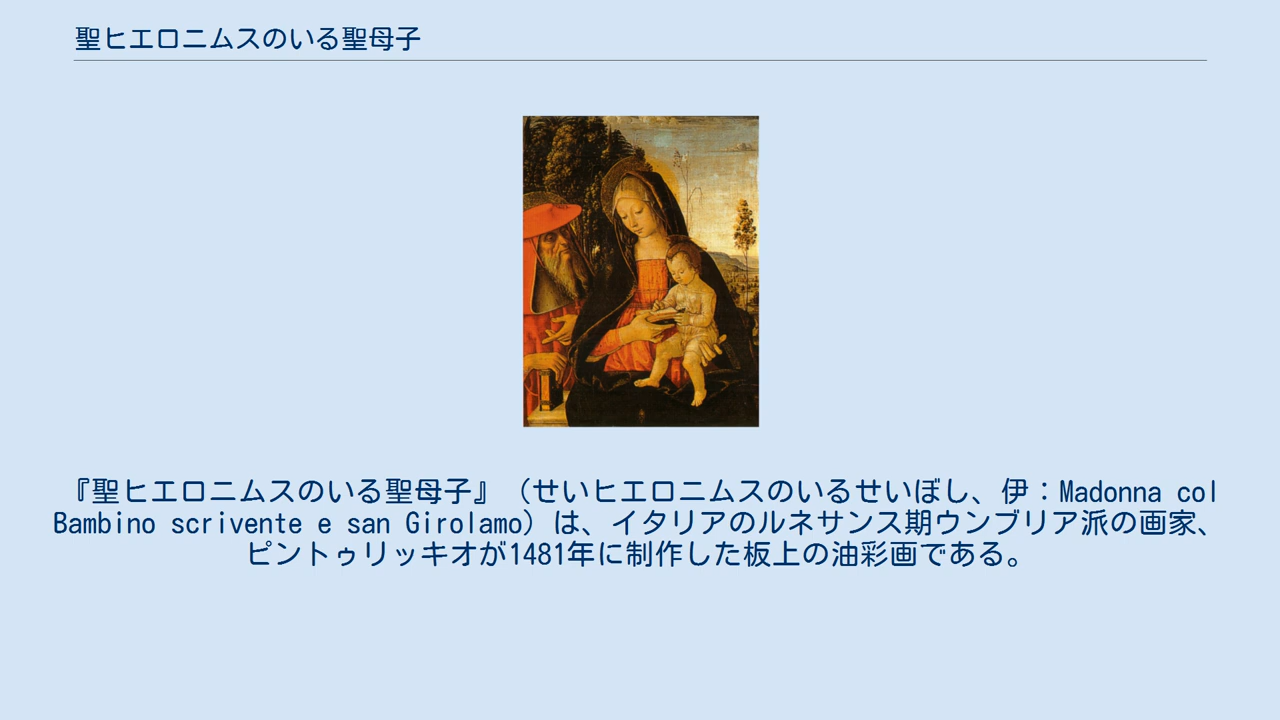 聖ヒエロニムスのいる聖母子
『聖ヒエロニムスのいる聖母子』（せいヒエロニムスのいるせいぼし、伊：Madonna col
Bambino scrivente e san Girolamo）は、イタリアのルネサンス期ウンブリア派の画家、
ピントゥリッキオが1481年に制作した板上の油彩画である。